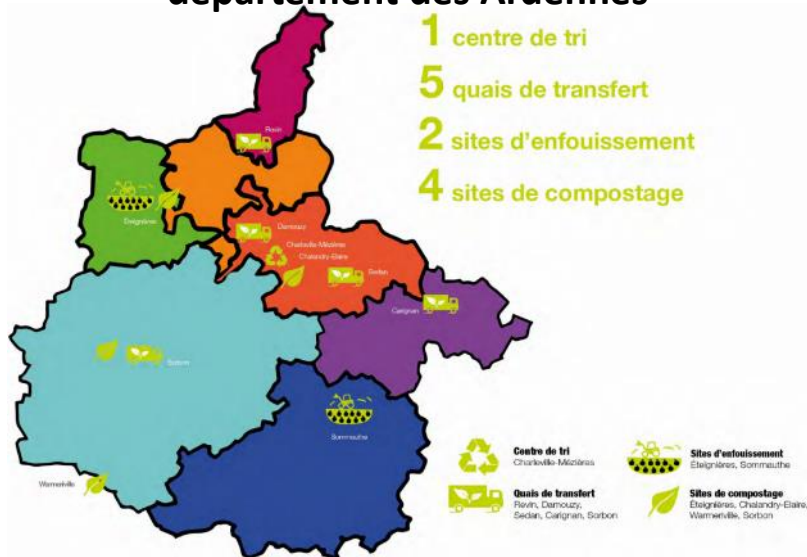 département des Ardennes
1 centre de tri
5 quais de transfert
2 sites d'enfouissement
4 sites de compostage
Revin
Eteignières
Damouzy
Charleville-Mézières
Chalandry-Elaire
Sedan
Carignan
Sorbon
Sommauthe
Warmeriville
Centre de tri
Charleville-Mézières
Quais de transfert
Revin, Damouzy,
Sedan, Carignan, Sorbon
Sites d'enfouissement
Éteignières, Sommauthe
Sites de compostage
Éteignières, Chalandry-Elaire,
Warmeriville, Sorbon